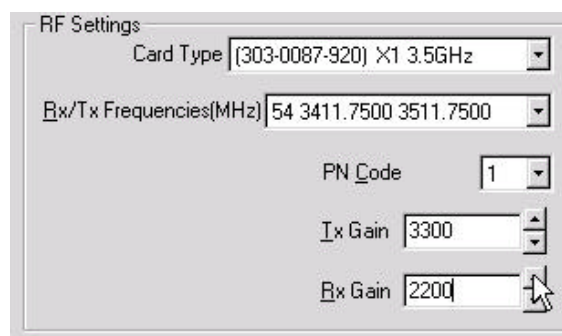 RF Settings
Card Type (303-0087-920) X1 3.5GHz
Rx/Tx Frequencies(MHz) 54 3411.7500 3511.7500
PN Code 1
Tx Gain 3300
Rx Gain 2200